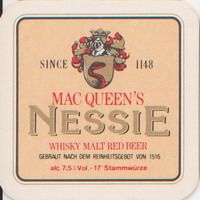 SINCE 1148
MAC QUEEN'S
NESSIE
WHISKY MALT RED BEER
GEBRAUT NACH DEM REINHEITSGEBOT VON 1516
alc. 7,5% Vol. - 17° Stammwürze